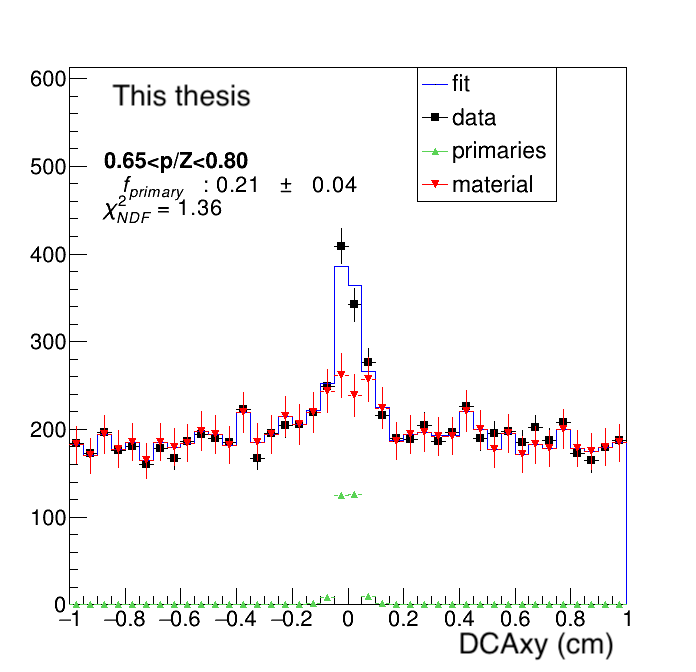 This thesis
0.65<p/Z<0.80
f_primary : 0.21 ± 0.04
χ²_NDF = 1.36
fit
data
primaries
material
600
500
400
300
200
100
0
−1 −0.8 −0.6 −0.4 −0.2 0 0.2 0.4 0.6 0.8 1
DCAxy (cm)